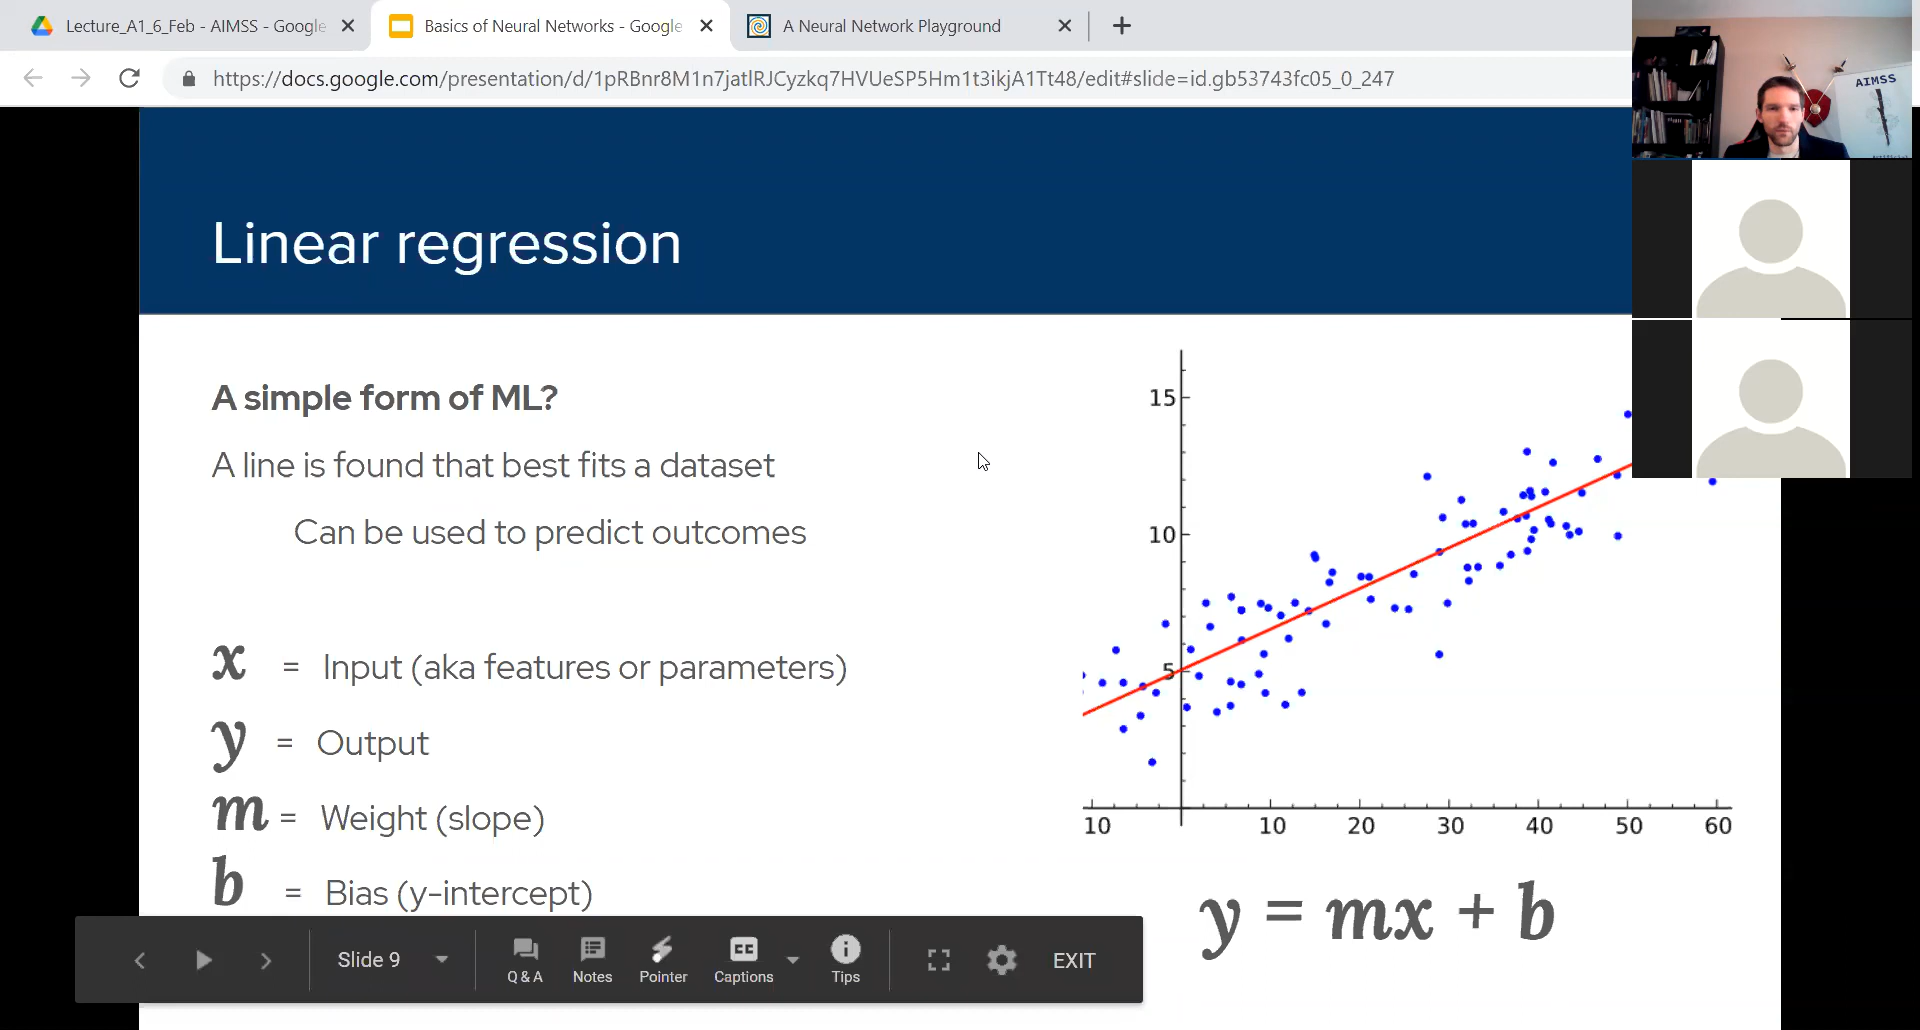 Lecture_A1_6_Feb - AIMSS - Google
Basics of Neural Networks - Google
A Neural Network Playground
https://docs.google.com/presentation/d/1pRBnr8M1n7jatlRJCyzkq7HVUeSP5Hm1t3ikjA1Tt48/edit#slide=id.gb53743fc05_0_247
AIMSS
Linear regression
A simple form of ML?
A line is found that best fits a dataset
Can be used to predict outcomes
x = Input (aka features or parameters)
y = Output
m = Weight (slope)
b = Bias (y-intercept)
15
10
5
10 10 20 30 40 50 60
y = mx + b
Slide 9
Q & A
Notes
Pointer
CC
Captions
Tips
EXIT